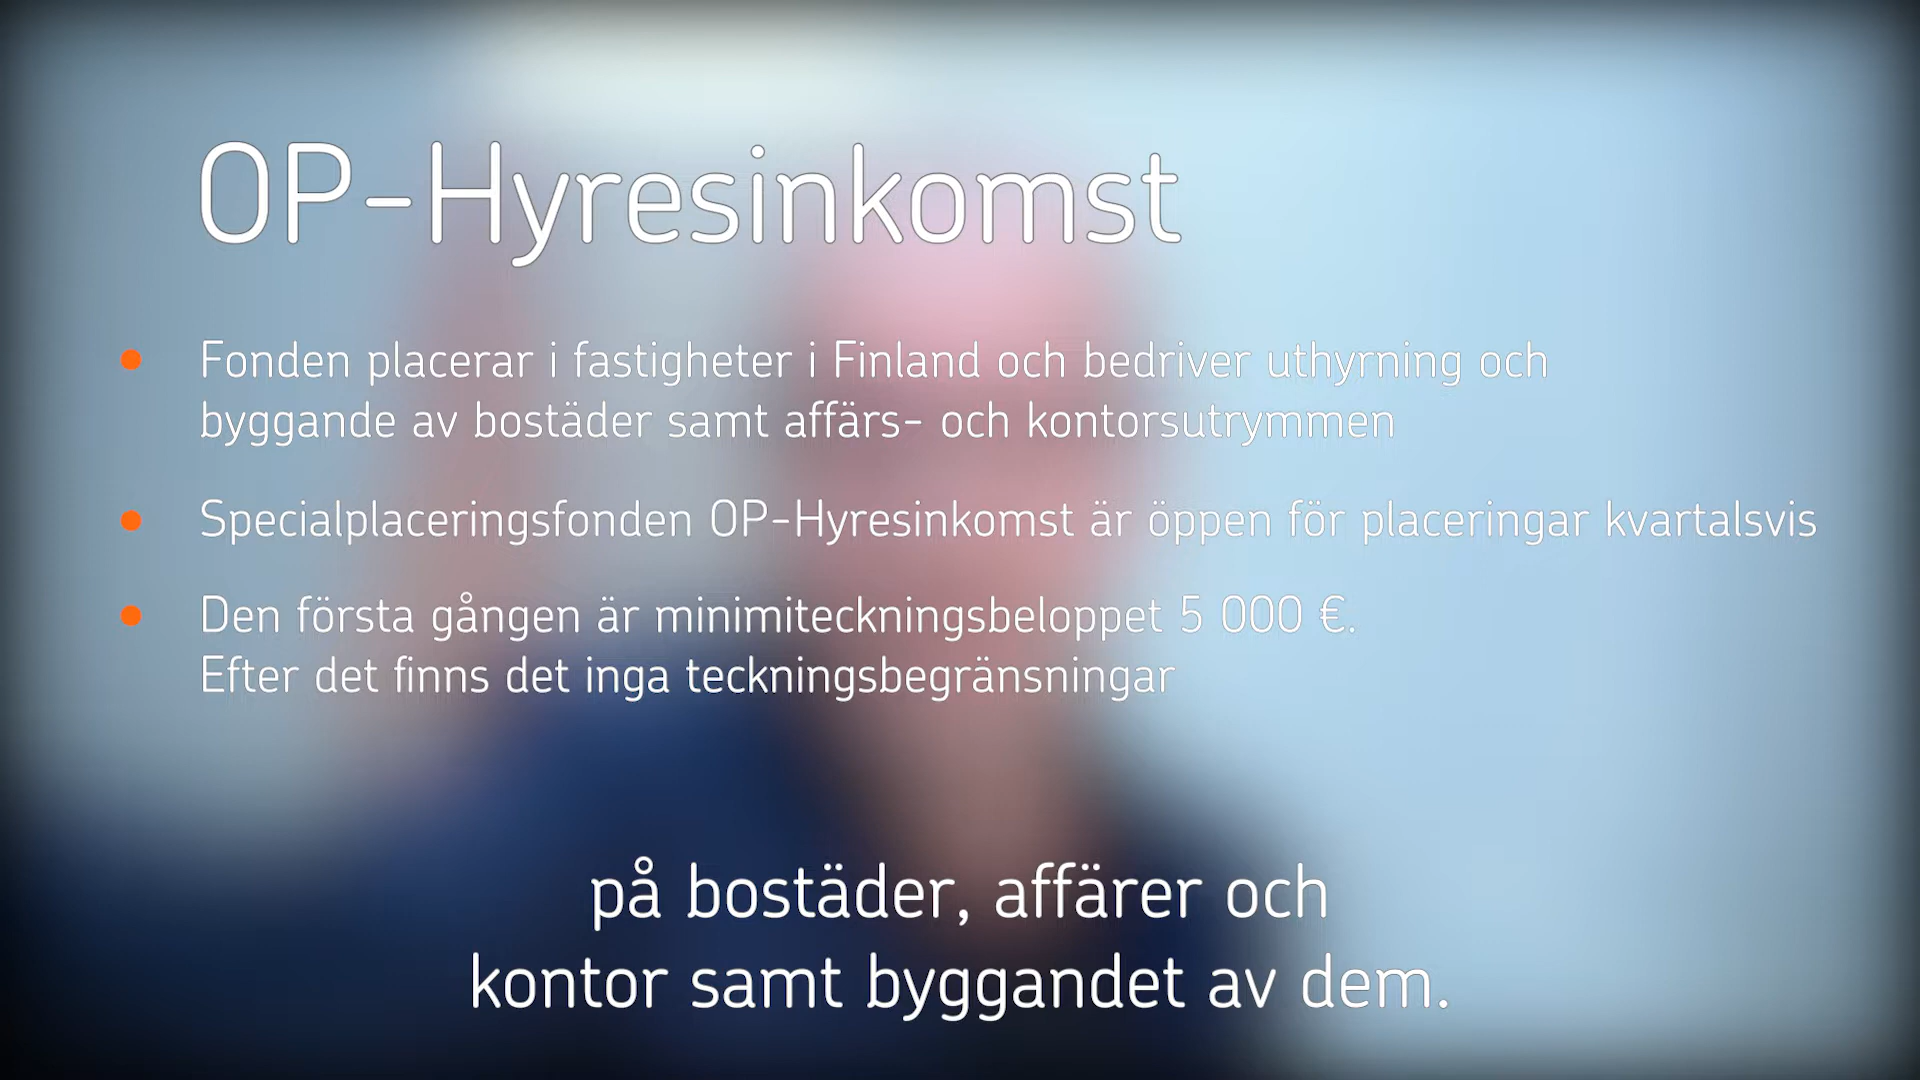 OP-Hyresinkomst
Fonden placerar i fastigheter i Finland och bedriver uthyrning och
byggande av bostäder samt affärs- och kontorsutrymmen
Specialplaceringsfonden OP-Hyresinkomst är öppen för placeringar kvartalsvis
Den första gången är minimiteckningsbeloppet 5 000 €.
Efter det finns det inga teckningsbegränsningar
på bostäder, affärer och
kontor samt byggandet av dem.